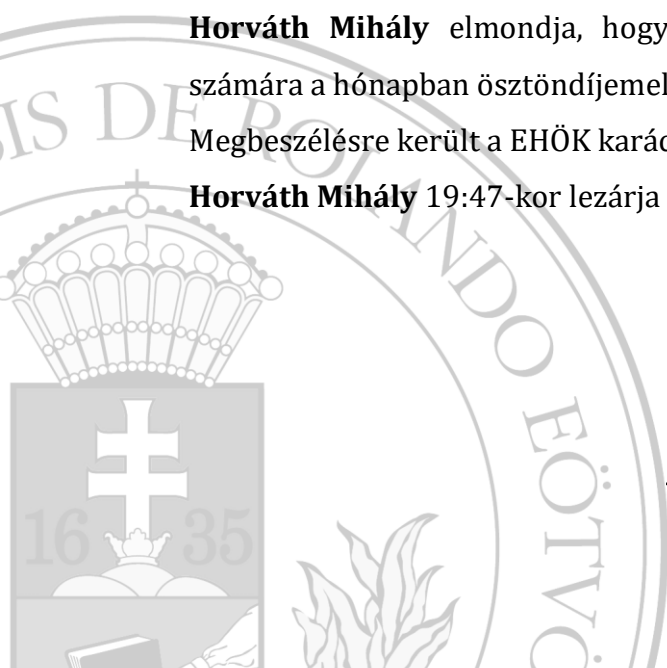 Horváth Mihály elmondja, hogy
számára a hónapban ösztöndíjemel
Megbeszélésre került a EHÖK karác
Horváth Mihály 19:47-kor lezárja
SIS DE ROLANDO EÖTVÖ
16 35